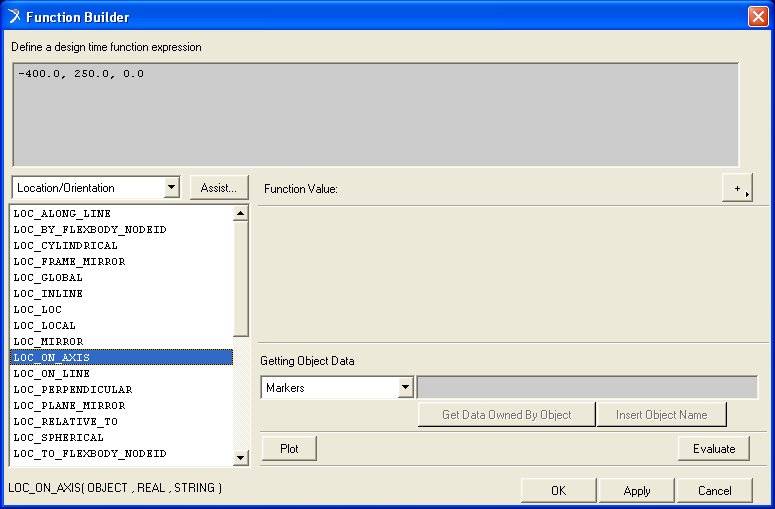 Function Builder
Define a design time function expression
-400.0, 250.0, 0.0
Location/Orientation
Assist...
Function Value:
+
LOC_ALONG_LINE
LOC_BY_FLEXBODY_NODEID
LOC_CYLINDRICAL
LOC_FRAME_MIRROR
LOC_GLOBAL
LOC_INLINE
LOC_LOC
LOC_LOCAL
LOC_MIRROR
LOC_ON_AXIS
LOC_ON_LINE
LOC_PERPENDICULAR
LOC_PLANE_MIRROR
LOC_RELATIVE_TO
LOC_SPHERICAL
LOC_TO_FLEXBODY_NODEID
Getting Object Data
Markers
Get Data Owned By Object
Insert Object Name
Plot
Evaluate
LOC_ON_AXIS( OBJECT , REAL , STRING )
OK
Apply
Cancel